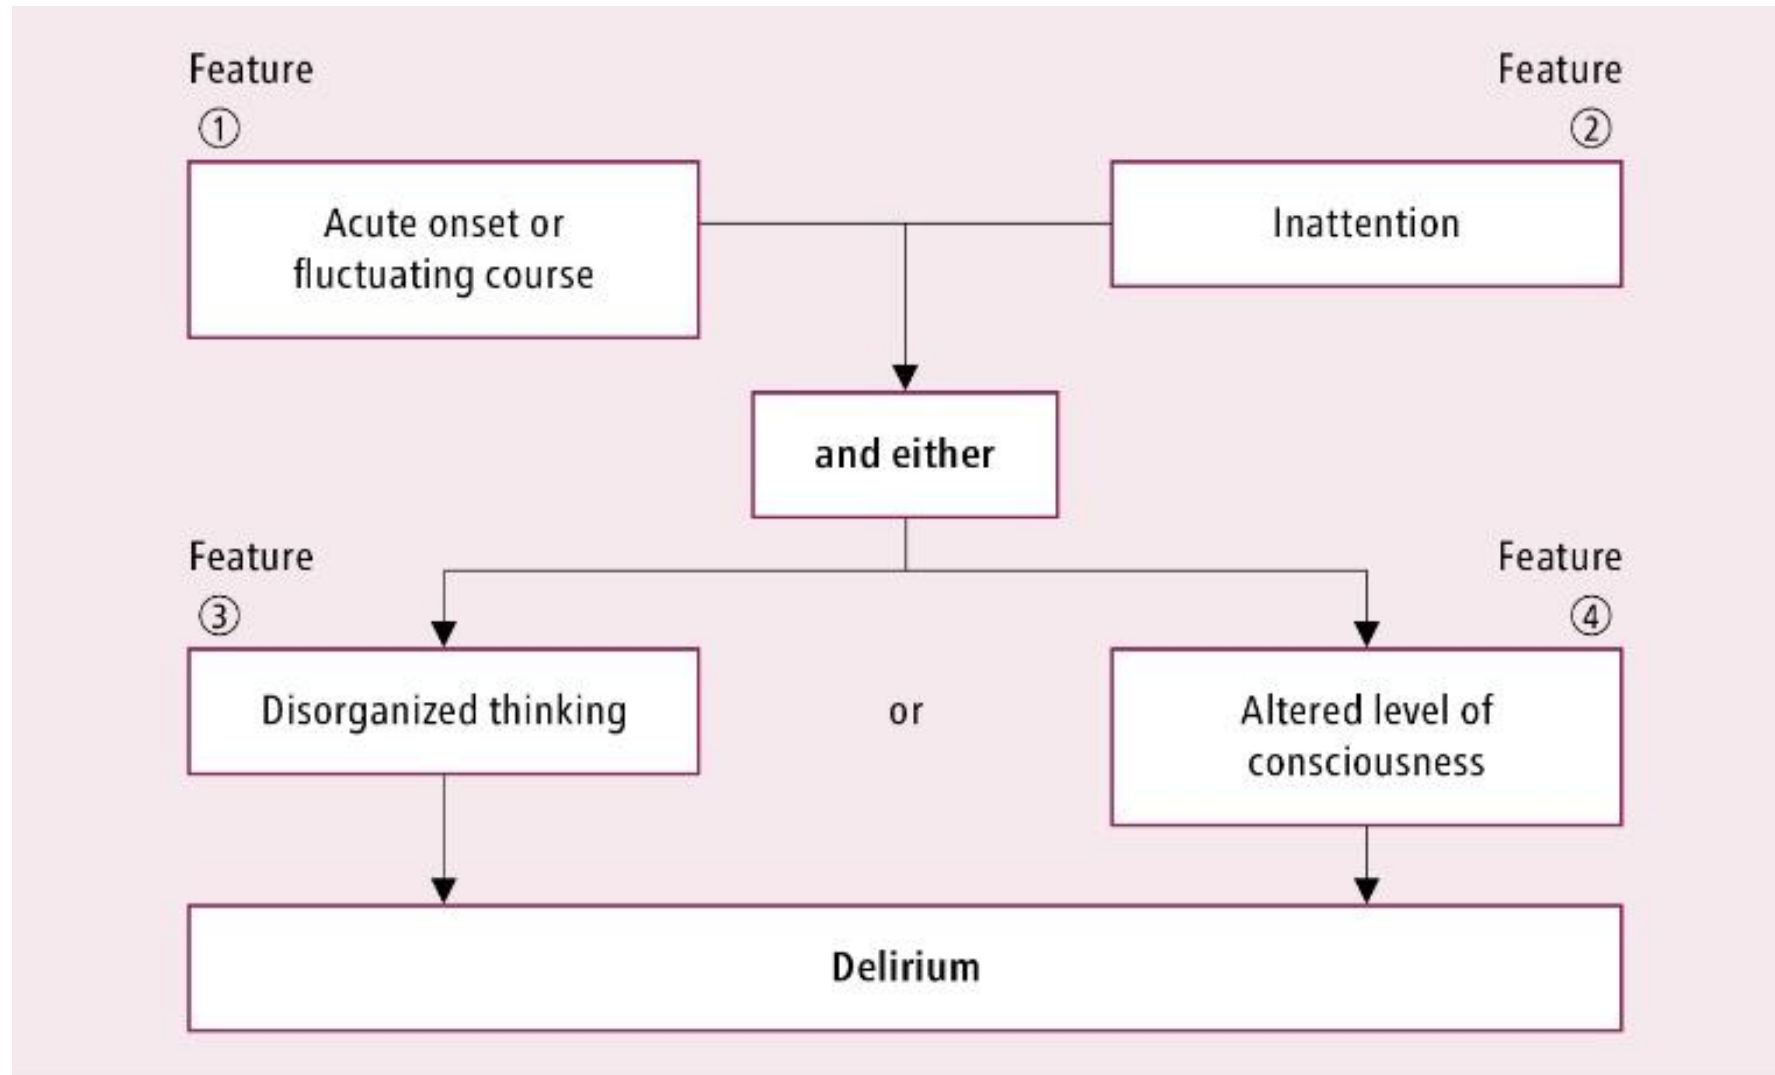 Feature
①
Feature
②
Acute onset or
fluctuating course
Inattention
and either
Feature
③
Feature
④
Disorganized thinking
or
Altered level of
consciousness
Delirium